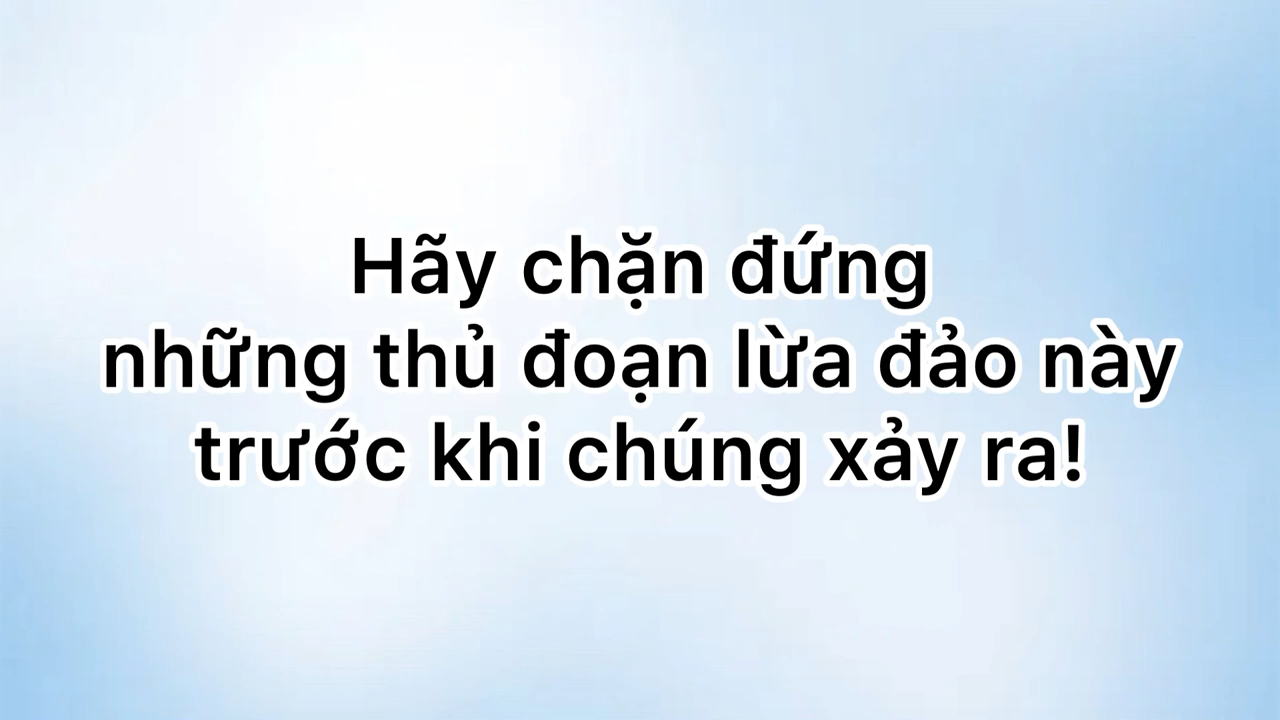 Hãy chặn đứng
những thủ đoạn lừa đảo này
trước khi chúng xảy ra!